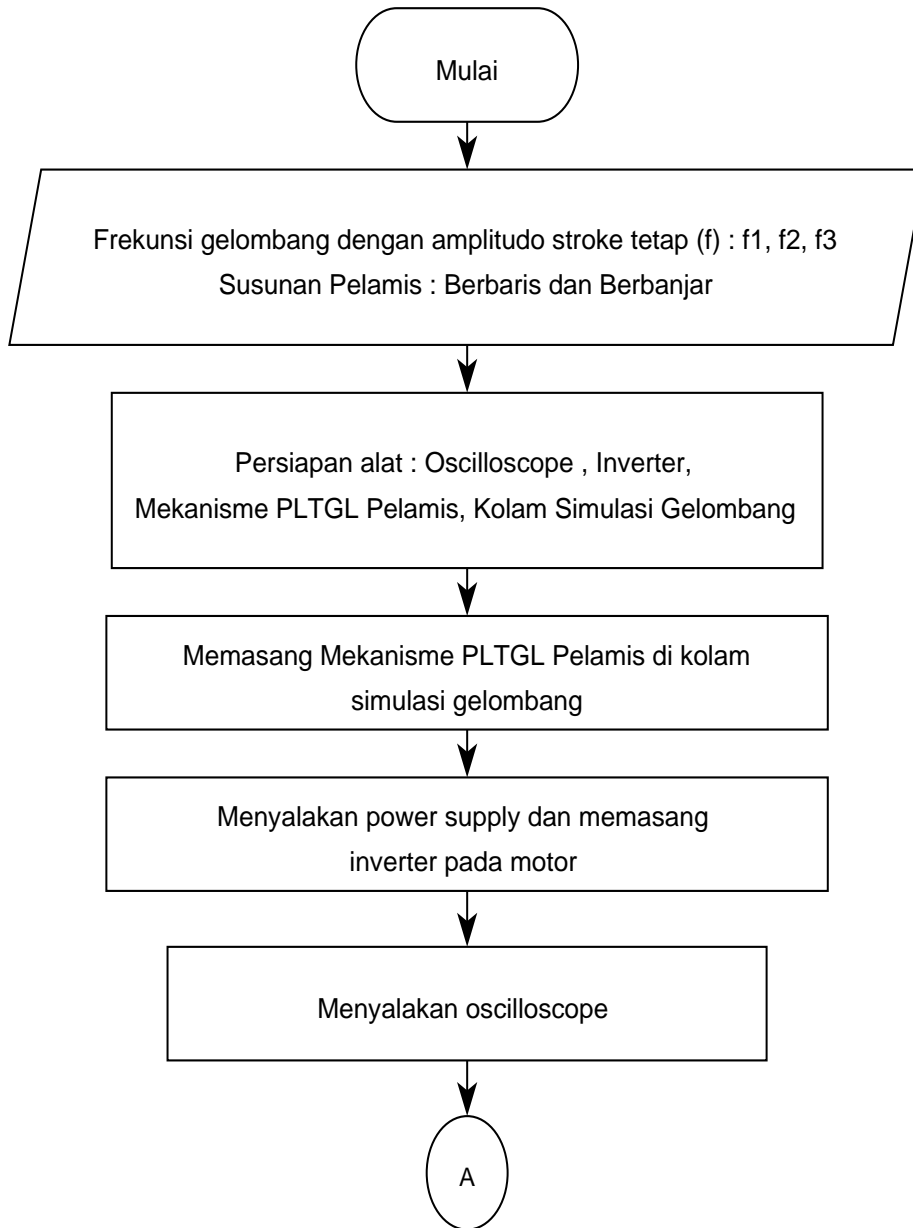 Mulai
Frekunsi gelombang dengan amplitudo stroke tetap (f) : f1, f2, f3
Susunan Pelamis : Berbaris dan Berbanjar
Persiapan alat : Oscilloscope , Inverter,
Mekanisme PLTGL Pelamis, Kolam Simulasi Gelombang
Memasang Mekanisme PLTGL Pelamis di kolam
simulasi gelombang
Menyalakan power supply dan memasang
inverter pada motor
Menyalakan oscilloscope
A